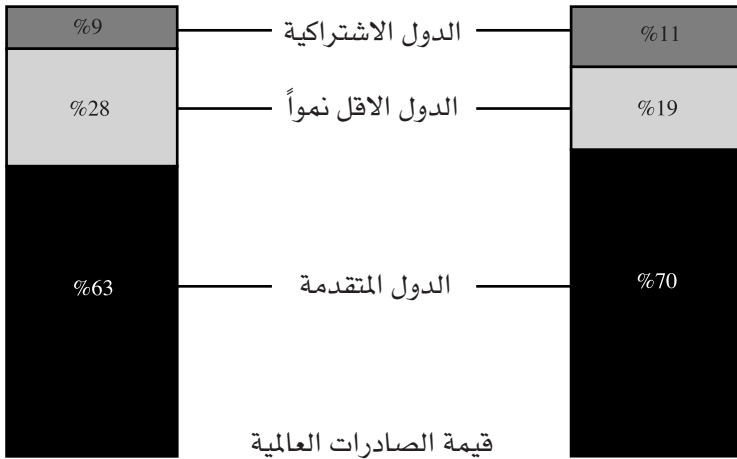 %11 الدول الاشتراكية %9
%19 الدول الاقل نمواً %28
%70 الدول المتقدمة %63
قيمة الصادرات العالمية